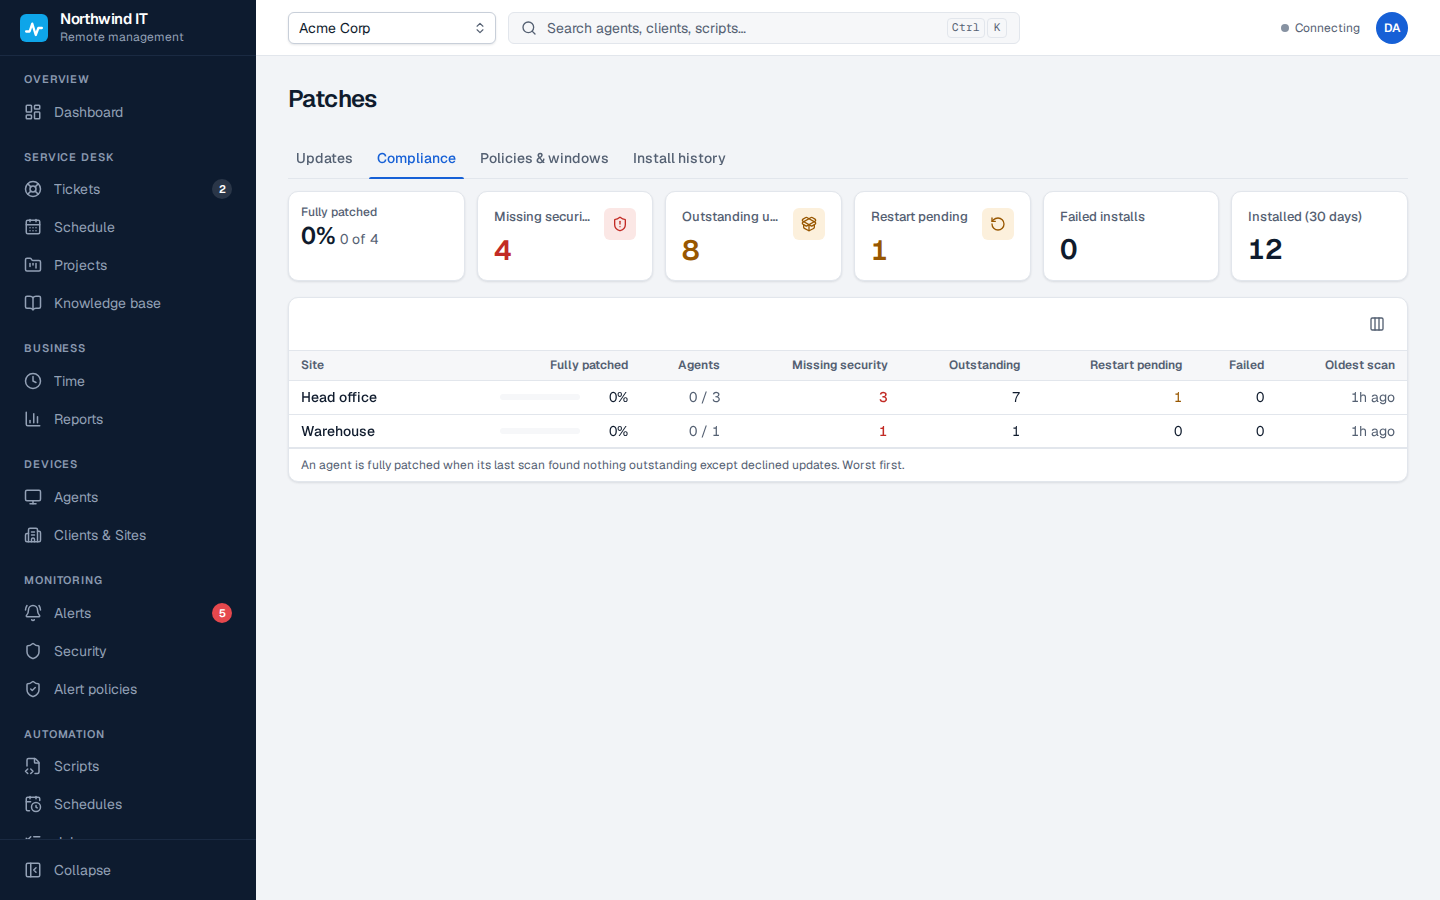 Northwind IT
Remote management
OVERVIEW
Dashboard
SERVICE DESK
Tickets 2
Schedule
Projects
Knowledge base
BUSINESS
Time
Reports
DEVICES
Agents
Clients & Sites
MONITORING
Alerts 5
Security
Alert policies
AUTOMATION
Scripts
Schedules
Collapse
Acme Corp
Search agents, clients, scripts... Ctrl K
Connecting DA
Patches
Updates Compliance Policies & windows Install history
Fully patched
0% 0 of 4
Missing securi...
4
Outstanding u...
8
Restart pending
1
Failed installs
0
Installed (30 days)
12
Site Fully patched Agents Missing security Outstanding Restart pending Failed Oldest scan
Head office 0% 0 / 3 3 7 1 0 1h ago
Warehouse 0% 0 / 1 1 1 0 0 1h ago
An agent is fully patched when its last scan found nothing outstanding except declined updates. Worst first.